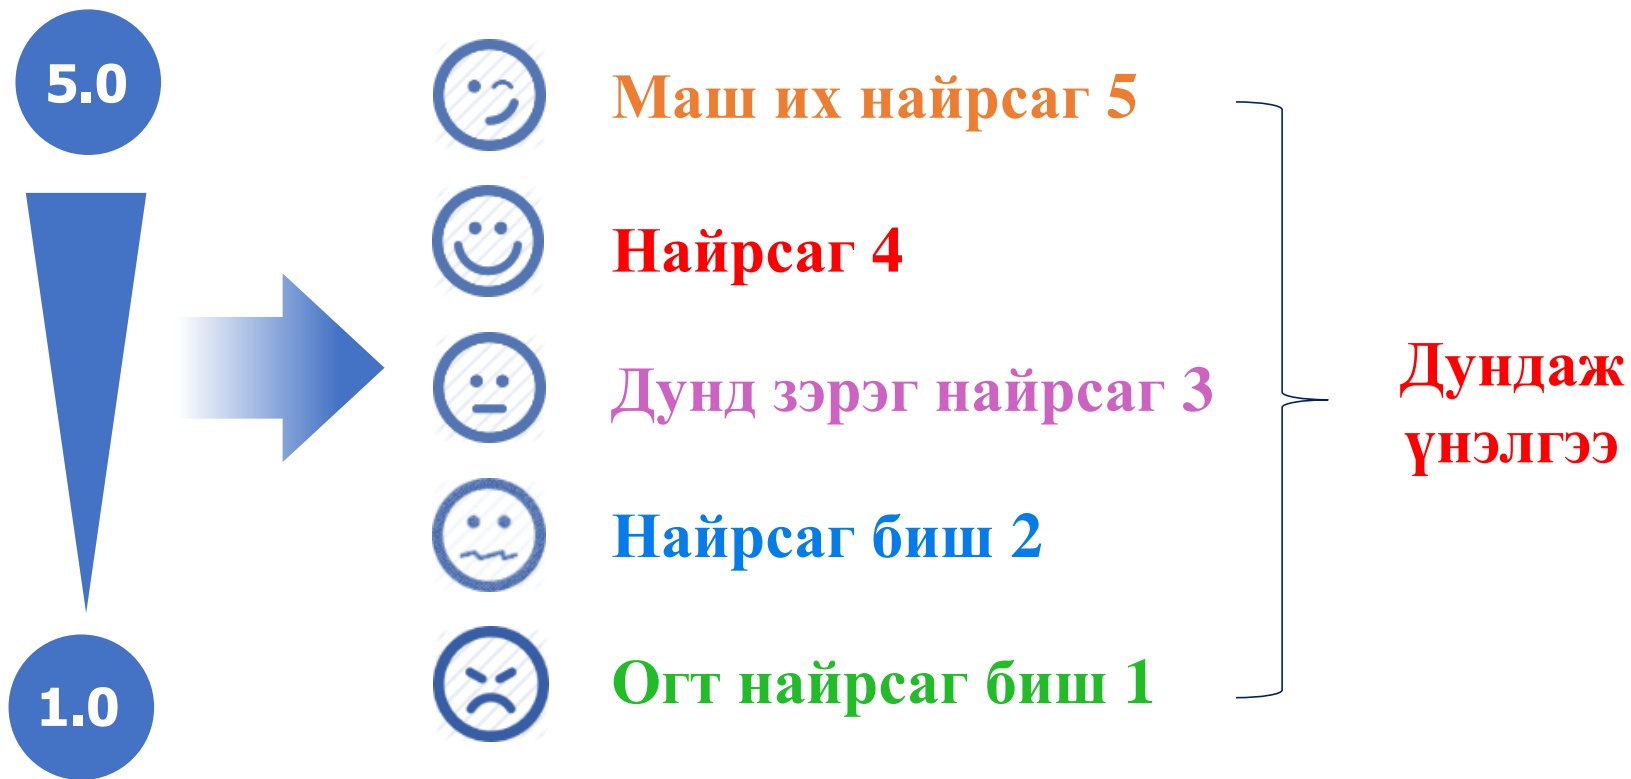 5.0
Маш их найрсаг 5
Найрсаг 4
Дунд зэрэг найрсаг 3
Найрсаг биш 2
Огт найрсаг биш 1
1.0
Дундаж
үнэлгээ